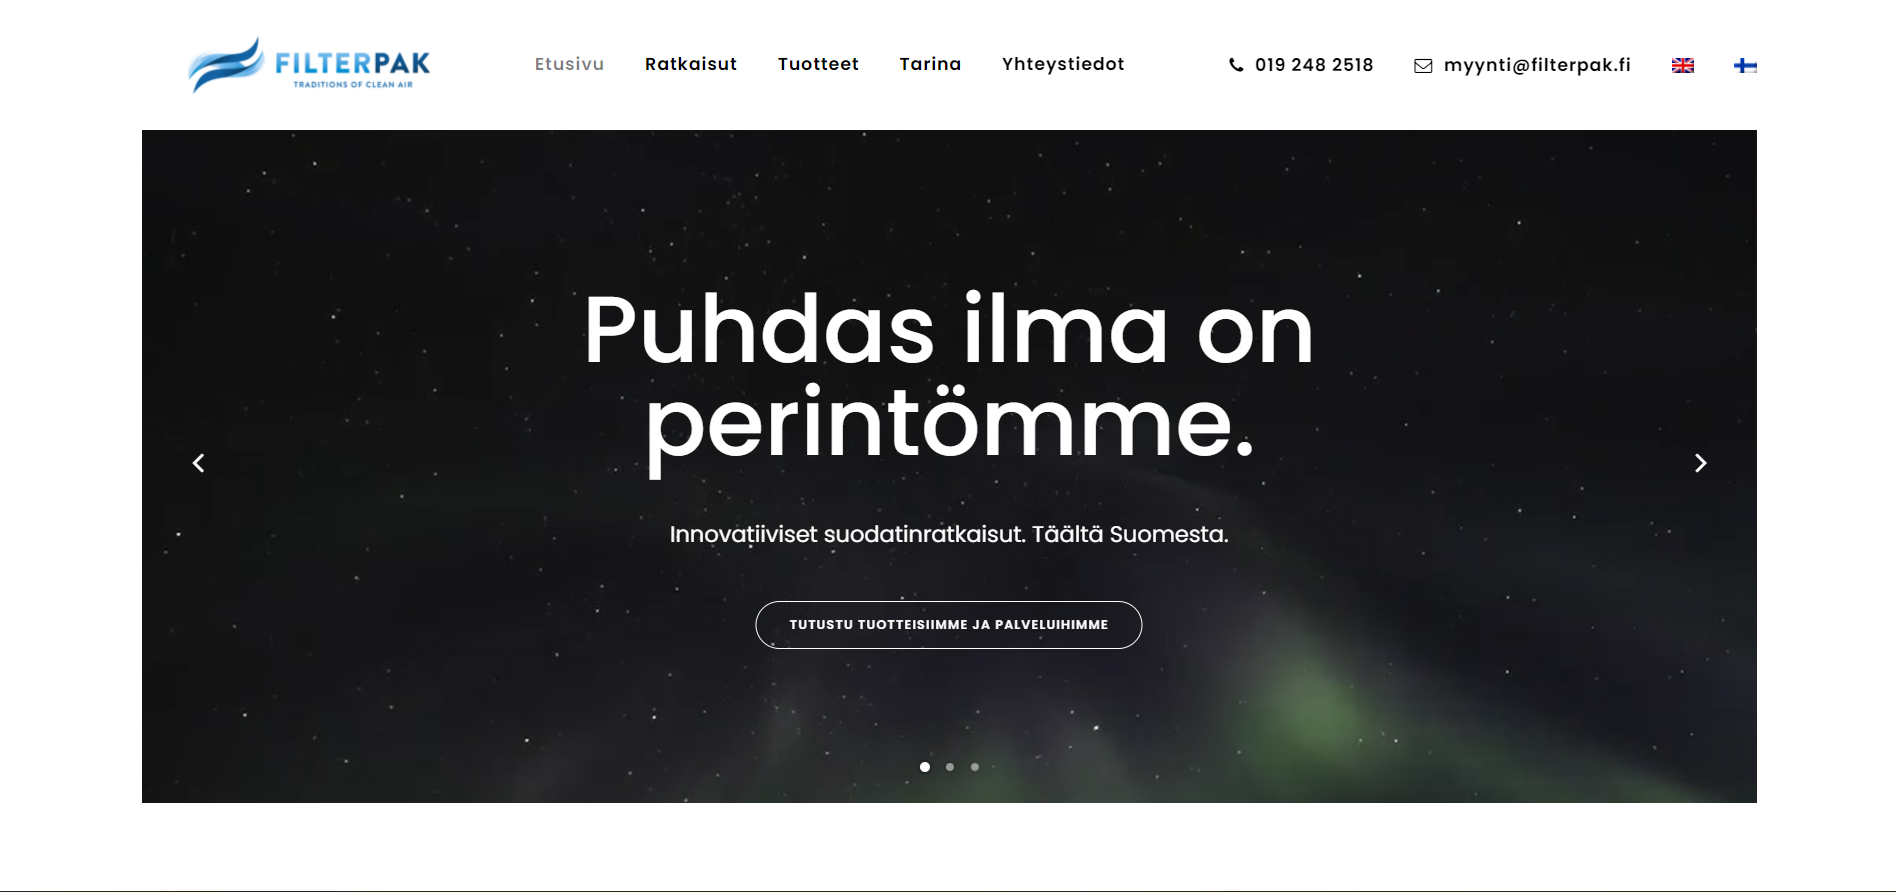 FILTERPAK
TRADITIONS OF CLEAN AIR
Etusivu Ratkaisut Tuotteet Tarina Yhteystiedot 019 248 2518 myynti@filterpak.fi
Puhdas ilma on
perintömme.
Innovatiiviset suodatinratkaisut. Täältä Suomesta.
TUTUSTU TUOTTEISIIMME JA PALVELUIHIMME